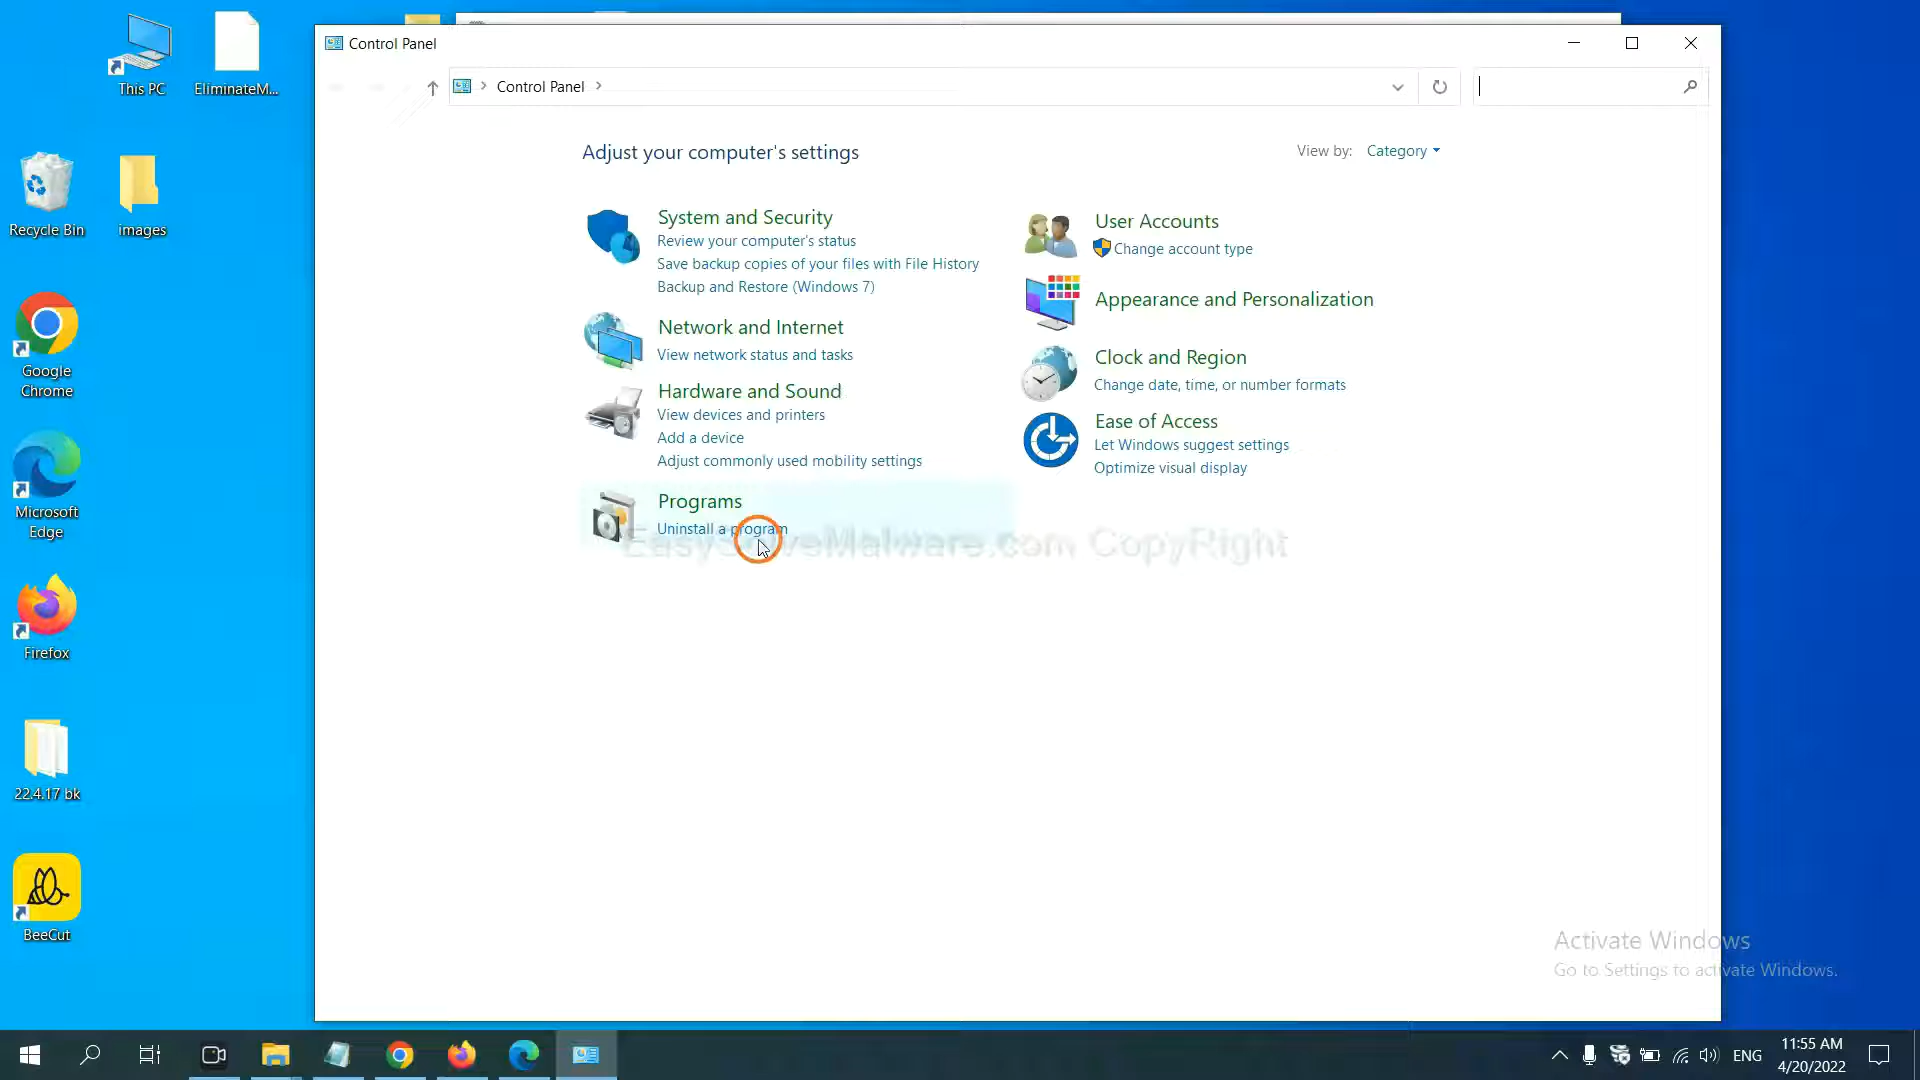 Control Panel
Control Panel
Adjust your computer's settings
View by:
Category
System and Security
Review your computer's status
Save backup copies of your files with File History
Backup and Restore (Windows 7)
Network and Internet
View network status and tasks
Hardware and Sound
View devices and printers
Add a device
Adjust commonly used mobility settings
Programs
Uninstall a program
User Accounts
Change account type
Appearance and Personalization
Clock and Region
Change date, time, or number formats
Ease of Access
Let Windows suggest settings
Optimize visual display
EasySolveMalware.com CopyRight
This PC
EliminateM...
Recycle Bin
images
Google
Chrome
Microsoft
Edge
Firefox
22.4.17 bk
BeeCut
Activate Windows
Go to Settings to activate Windows.
ENG
11:55 AM
4/20/2022